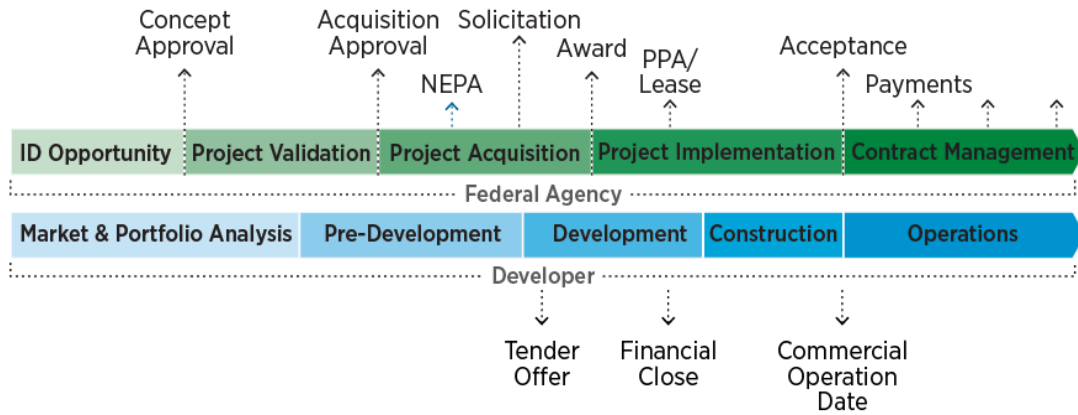 Concept
Approval
Acquisition
Approval
Solicitation
NEPA
Award
PPA/
Lease
Acceptance
Payments
ID Opportunity
Project Validation
Project Acquisition
Project Implementation
Contract Management
Federal Agency
Market & Portfolio Analysis
Pre-Development
Development
Construction
Operations
Developer
Tender
Offer
Financial
Close
Commercial
Operation
Date